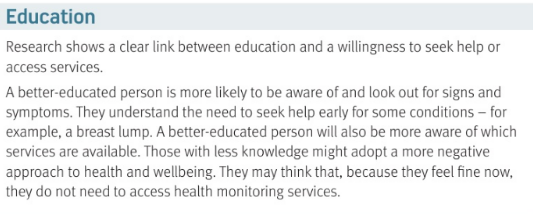 Education
Research shows a clear link between education and a willingness to seek help or
access services.
A better-educated person is more likely to be aware of and look out for signs and
symptoms. They understand the need to seek help early for some conditions – for
example, a breast lump. A better-educated person will also be more aware of which
services are available. Those with less knowledge might adopt a more negative
approach to health and wellbeing. They may think that, because they feel fine now,
they do not need to access health monitoring services.